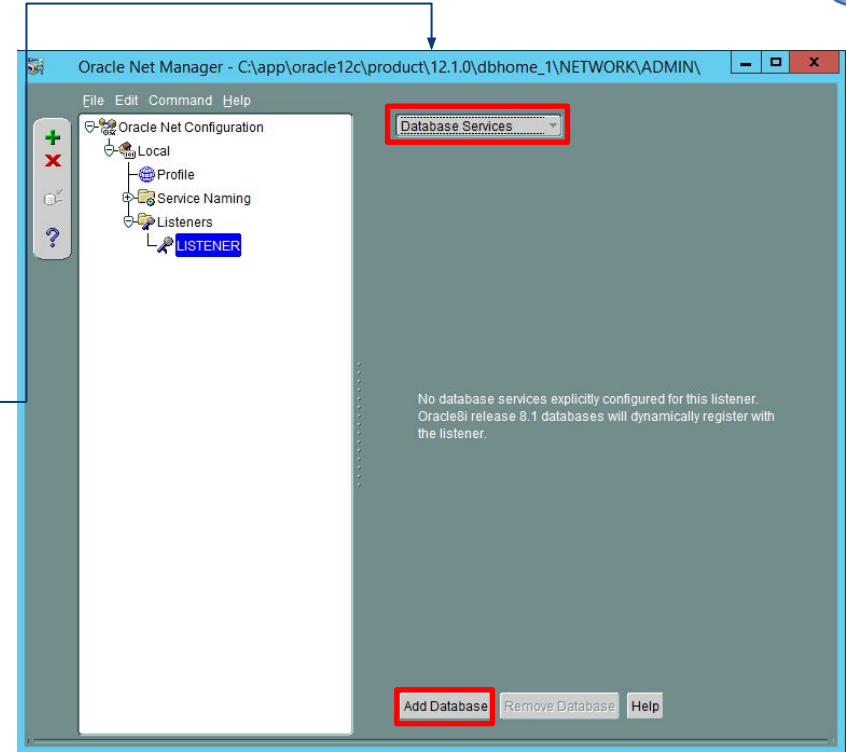 Oracle Net Manager - C:\app\oracle12c\product\12.1.0\dbhome_1\NETWORK\ADMIN\
File Edit Command Help
Oracle Net Configuration
Local
Profile
Service Naming
Listeners
LISTENER
Database Services
No database services explicitly configured for this listener.
Oracle8i release 8.1 databases will dynamically register with
the listener.
Add Database Remove Database Help